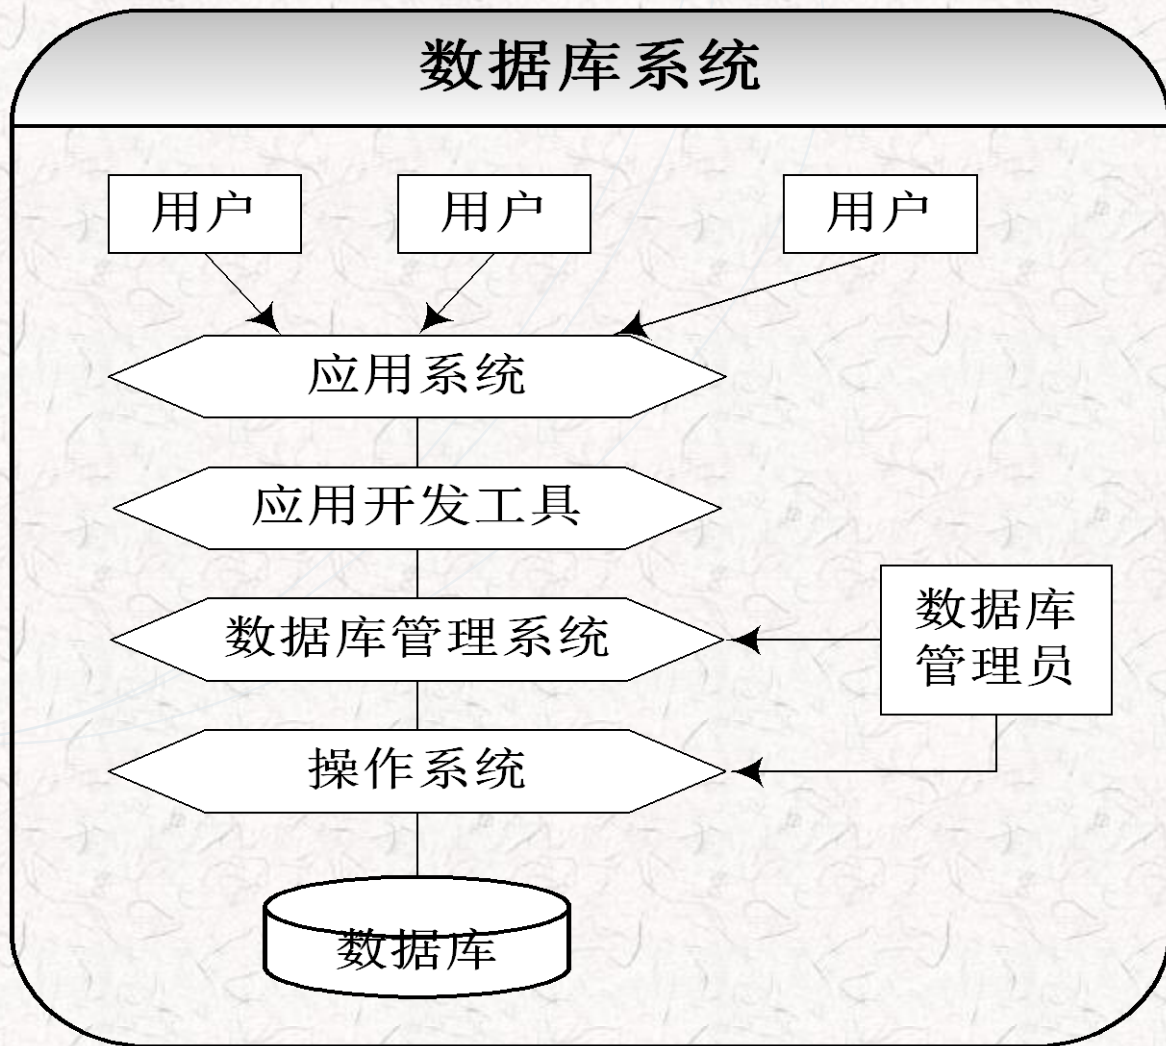 数据库系统
用户
用户
用户
应用系统
应用开发工具
数据库管理系统
数据库
管理员
操作系统
数据库